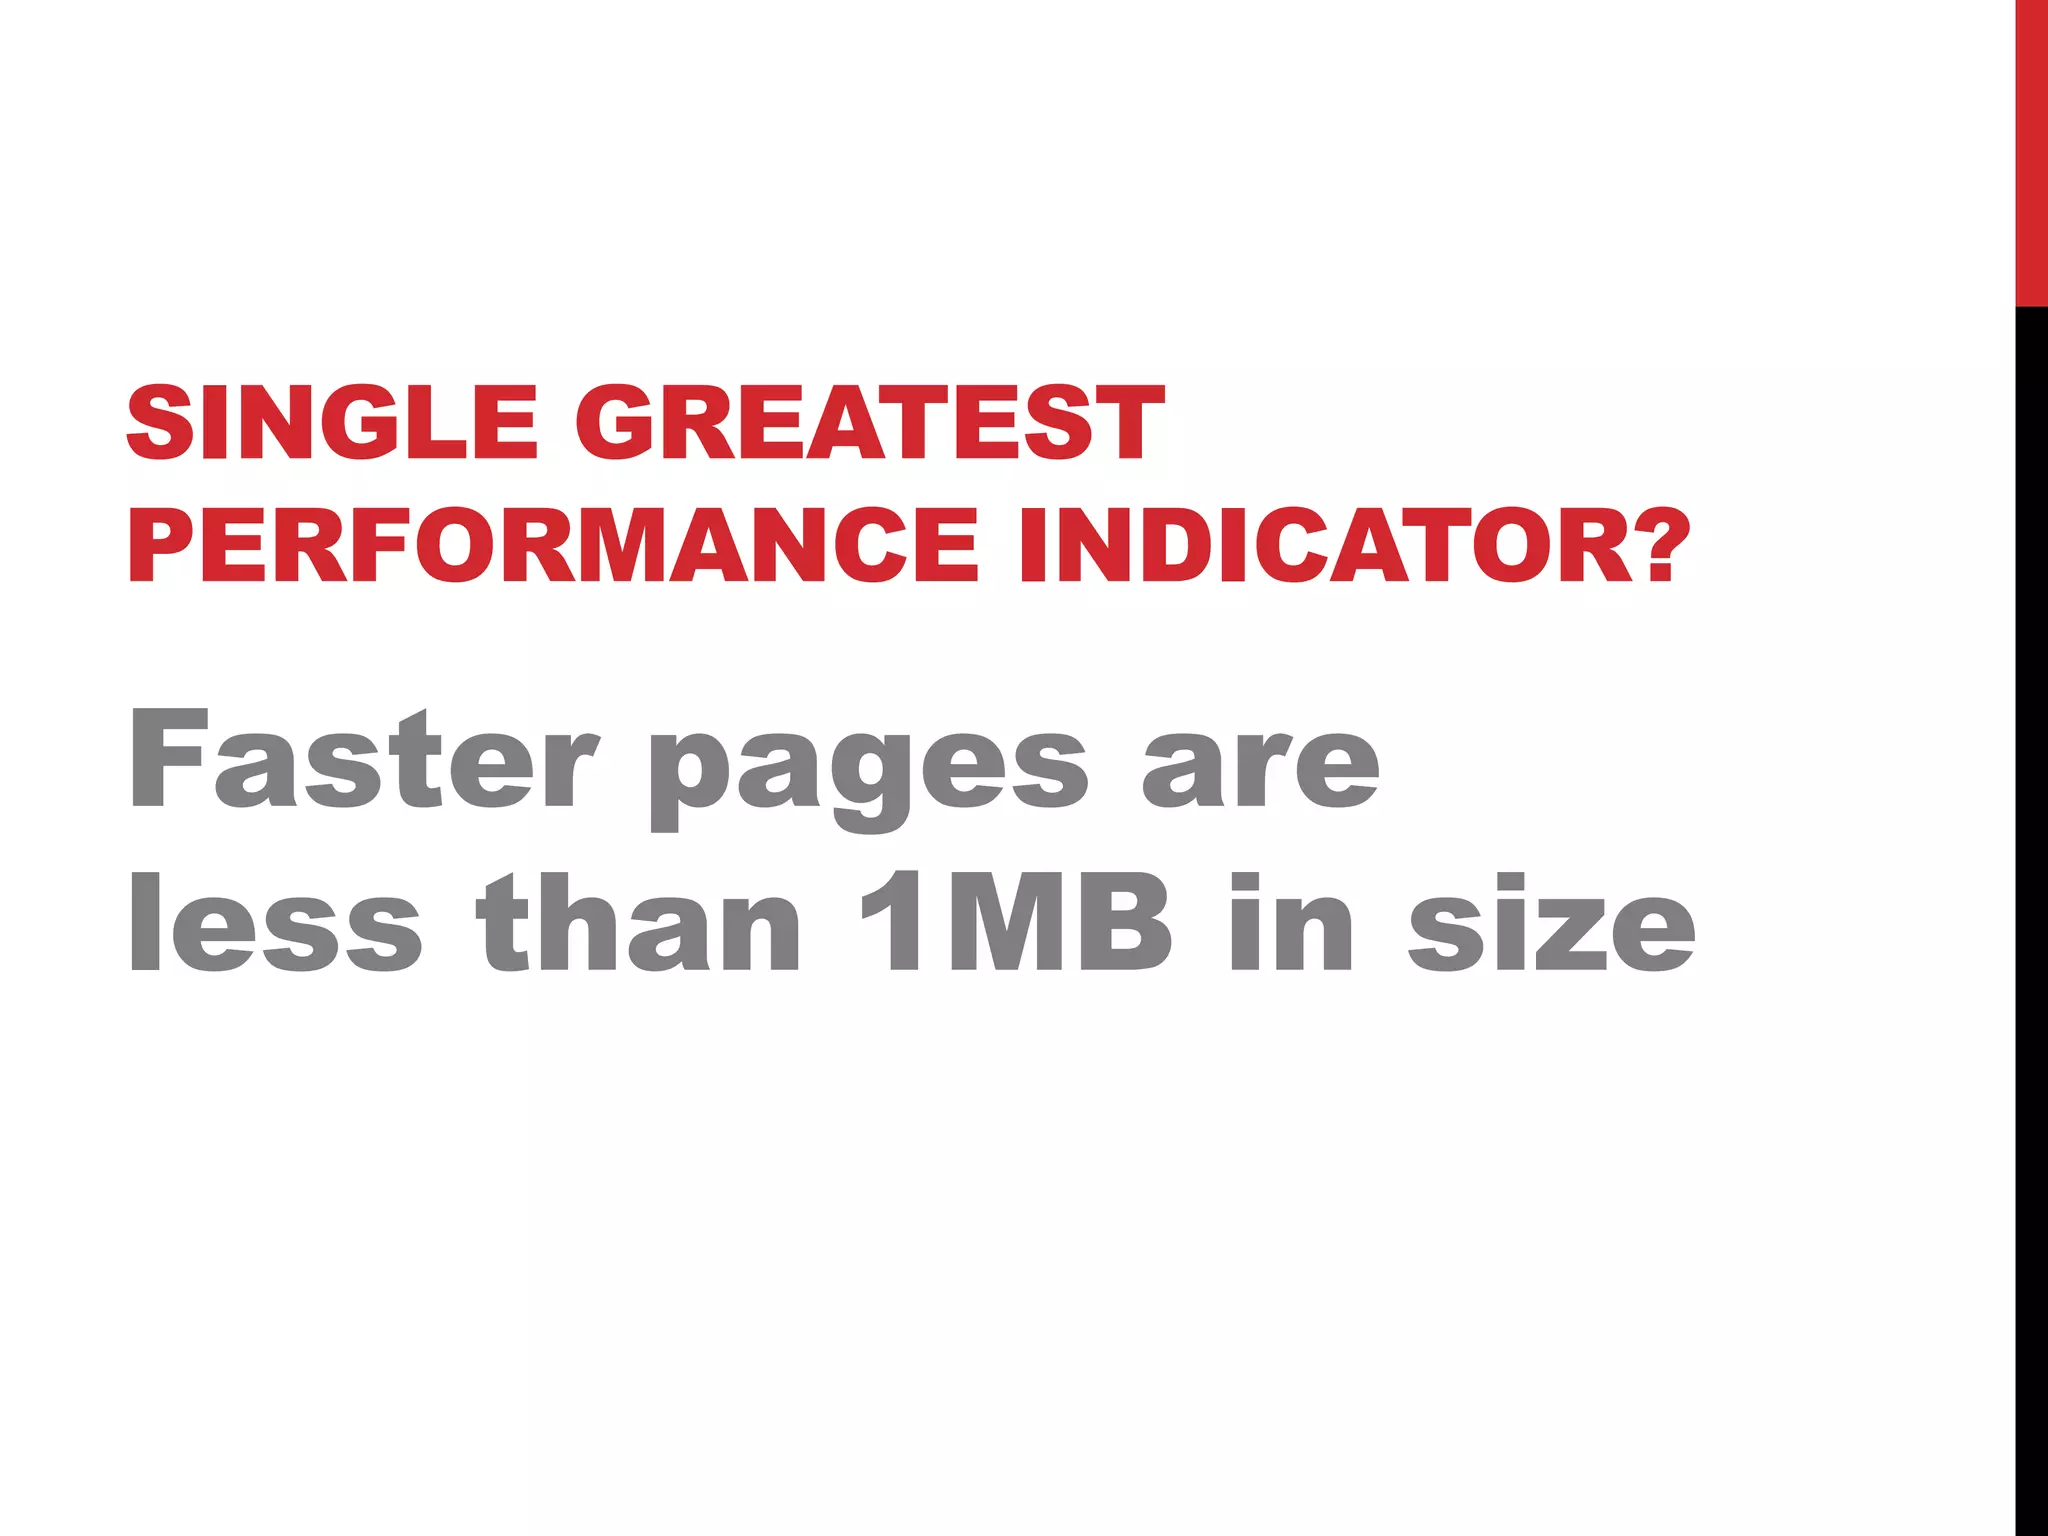 SINGLE GREATEST
PERFORMANCE INDICATOR?
Faster pages are
less than 1MB in size